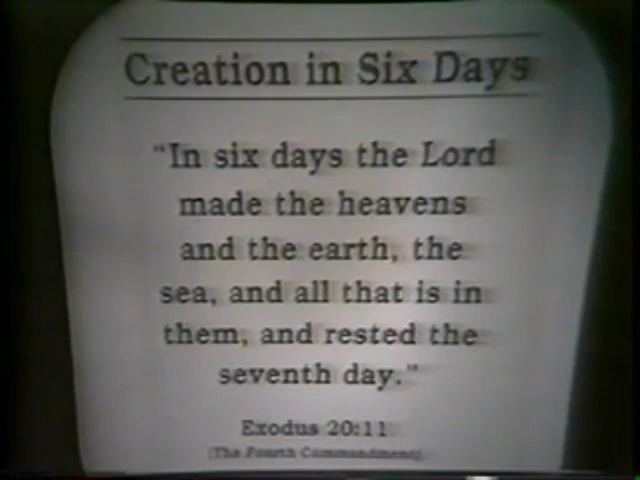 Creation in Six Days
"In six days the Lord
made the heavens
and the earth, the
sea, and all that is in
them, and rested the
seventh day."
Exodus 20:11
(The Fourth Commandment)